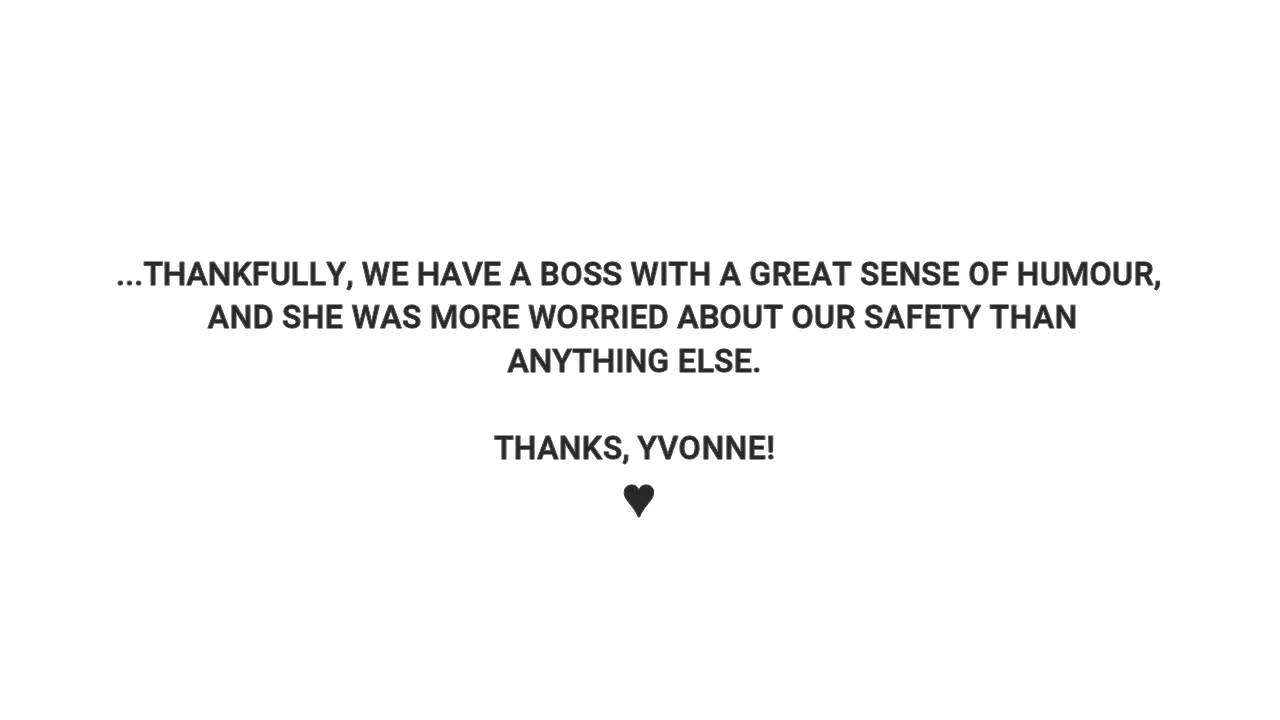 ...THANKFULLY, WE HAVE A BOSS WITH A GREAT SENSE OF HUMOUR,
AND SHE WAS MORE WORRIED ABOUT OUR SAFETY THAN
ANYTHING ELSE.
THANKS, YVONNE!
♥